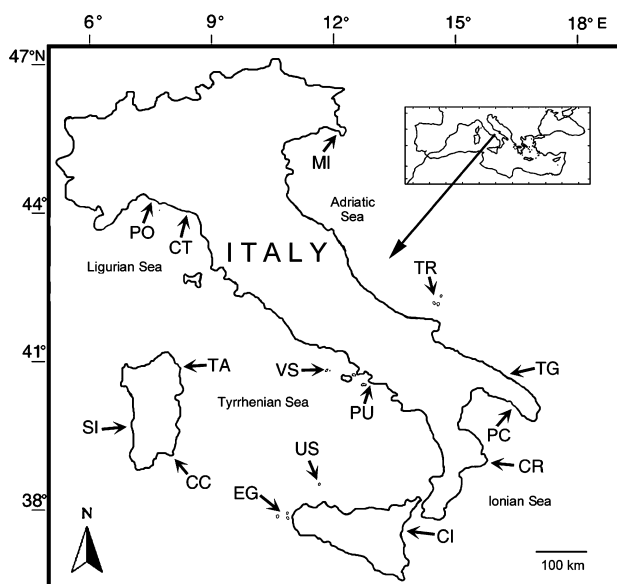 6° 9° 12° 15° 18° E
47°N
MI
Adriatic
Sea
44°
PO
CT
ITALY
Ligurian Sea
TR
41°
TA
VS
TG
Tyrrhenian Sea
PU
SI
PC
US
CR
CC
EG
Ionian Sea
38°
N
CI
100 km